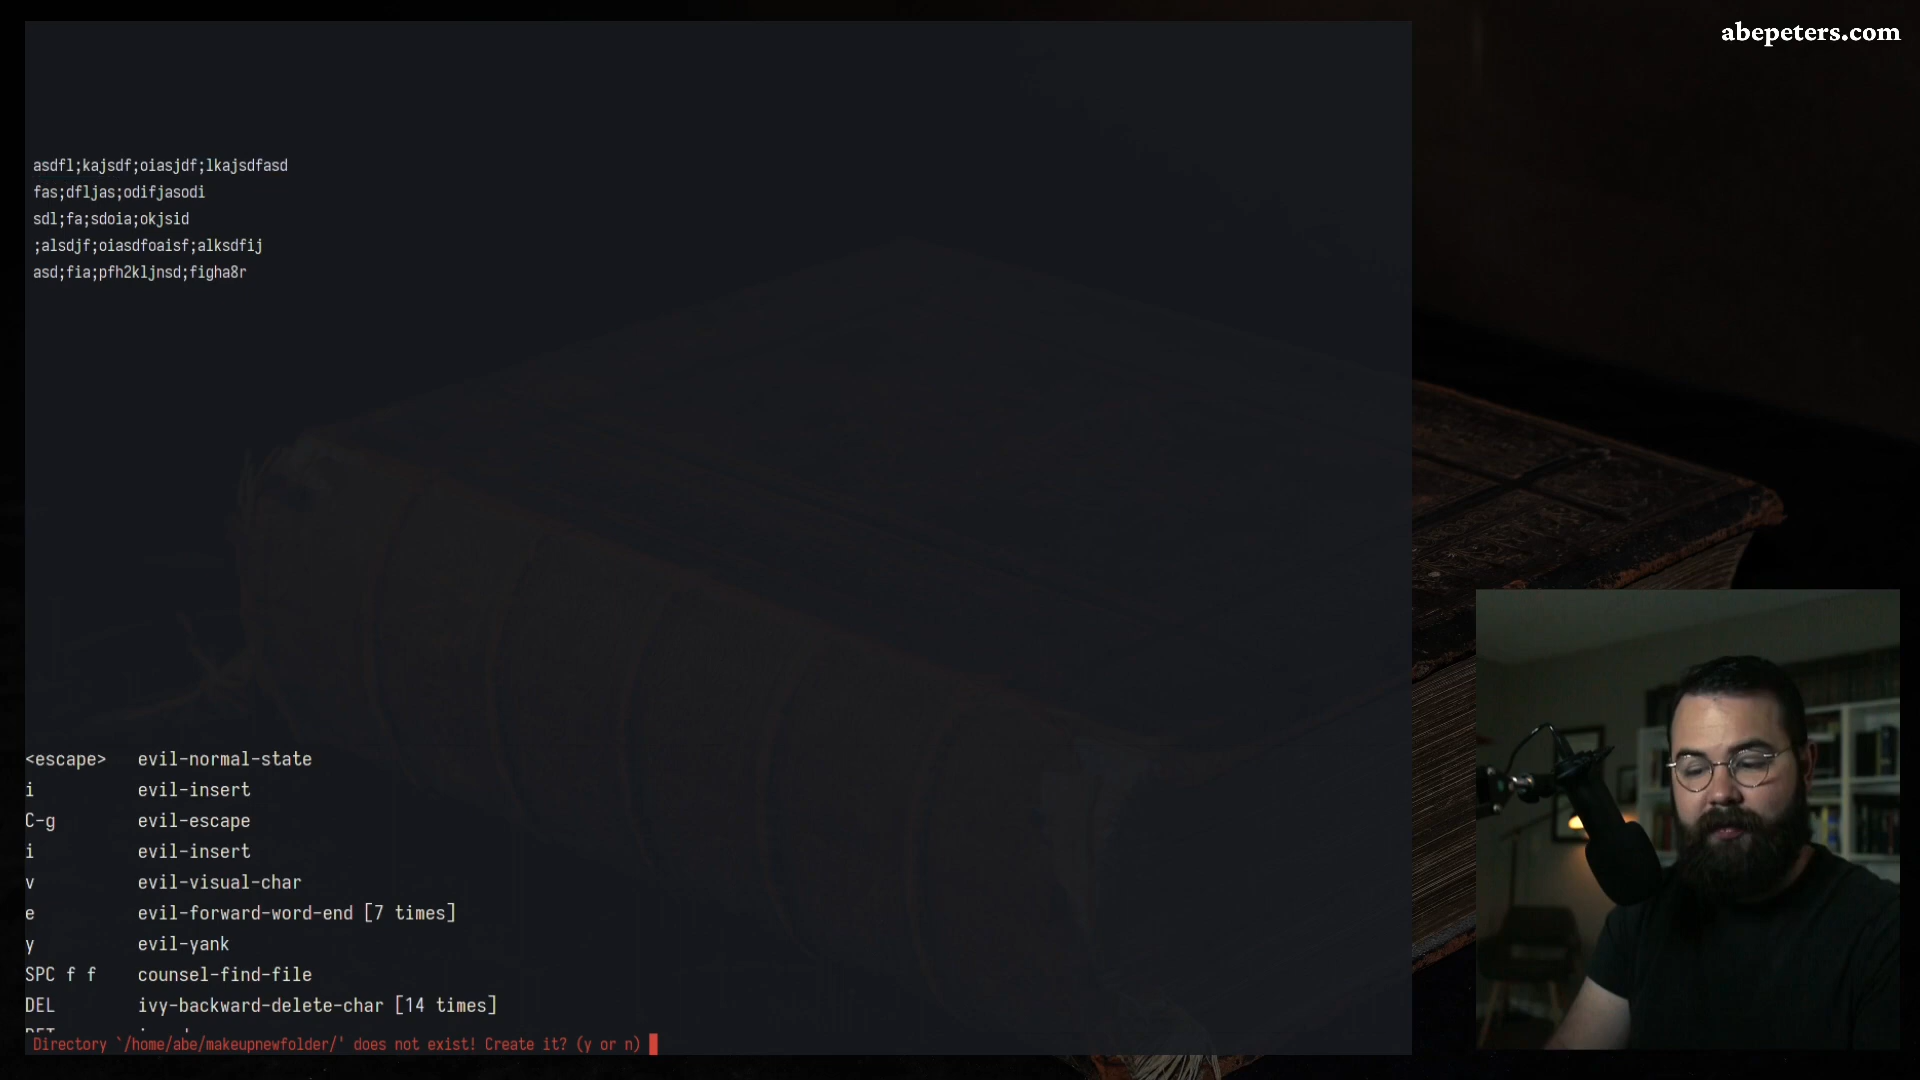 abepeters.com
asdfl;kajsdf;oiasjdf;lkajsdfasd
fas;dfljas;odifjasodi
sdl;fa;sdoia;okjsid
;alsdjf;oiasdfoaisf;alksdfij
asd;fia;pfh2kljnsd;figha8r
<escape> evil-normal-state
i evil-insert
C-g evil-escape
i evil-insert
v evil-visual-char
e evil-forward-word-end [7 times]
y evil-yank
SPC f f counsel-find-file
DEL ivy-backward-delete-char [14 times]
Directory `/home/abe/makeupnewfolder/' does not exist! Create it? (y or n)